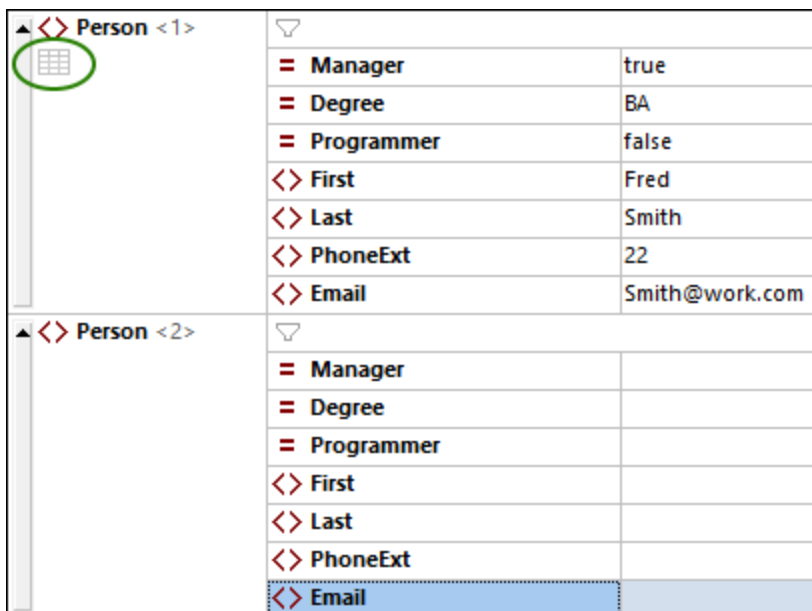 <> Person <1>
= Manager true
= Degree BA
= Programmer false
<> First Fred
<> Last Smith
<> PhoneExt 22
<> Email Smith@work.com
<> Person <2>
= Manager
= Degree
= Programmer
<> First
<> Last
<> PhoneExt
<> Email